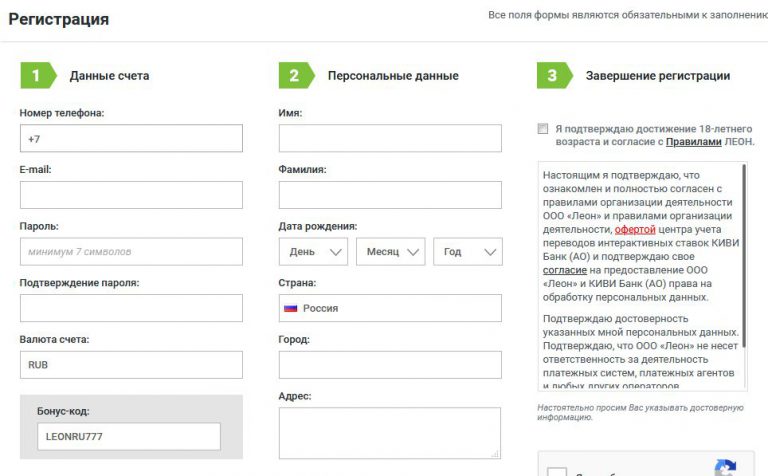 Регистрация
Все поля формы являются обязательными к заполнению
1 Данные счета
Номер телефона:
+7
E-mail:
Пароль:
минимум 7 символов
Подтверждение пароля:
Валюта счета:
RUB
Бонус-код:
LEONRU777
2 Персональные данные
Имя:
Фамилия:
Дата рождения:
День Месяц Год
Страна:
Россия
Город:
Адрес:
3 Завершение регистрации
Я подтверждаю достижение 18-летнего
возраста и согласие с Правилами ЛЕОН.
Настоящим я подтверждаю, что
ознакомлен и полностью согласен с
правилами организации деятельности
ООО «Леон» и правилами организации
деятельности, офертой центра учета
переводов интерактивных ставок КИВИ
Банк (АО) и подтверждаю свое
согласие на предоставление ООО
«Леон» и КИВИ Банк (АО) права на
обработку персональных данных.
Подтверждаю достоверность
указанных мной персональных данных.
Подтверждаю, что ООО «Леон» не несет
ответственность за деятельность
платежных систем, платежных агентов
и любых других операторов
Настоятельно просим Вас указывать достоверную
информацию.